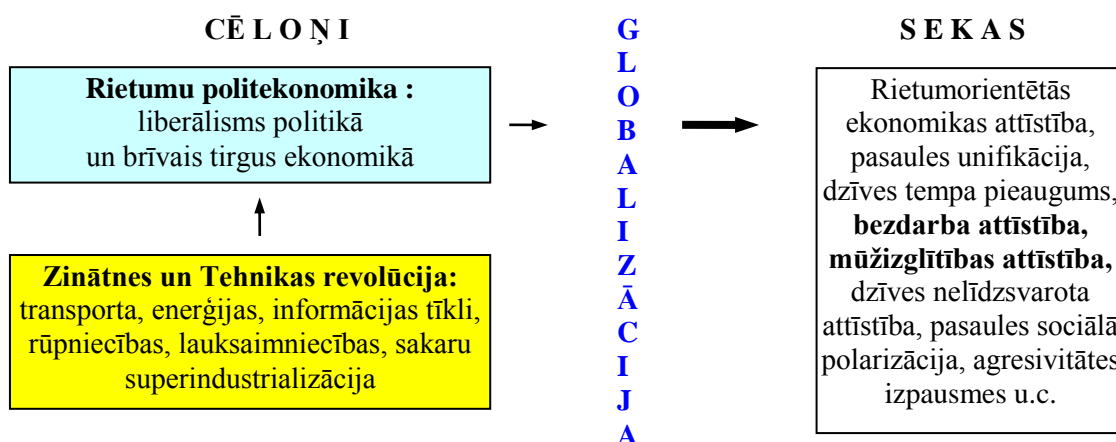 C Ē L O Ņ I
Rietumu politekonomika :
liberālisms politikā
un brīvais tirgus ekonomikā
Zinātnes un Tehnikas revolūcija:
transporta, enerģijas, informācijas tīkli,
rūpniecības, lauksaimniecības, sakaru
superindustrializācija
G
L
O
B
A
L
I
Z
Ā
C
I
J
A
S E K A S
Rietumorientētās
ekonomikas attīstība,
pasaules unifikācija,
dzīves tempa pieaugums,
bezdarba attīstība,
mūžizglītības attīstība,
dzīves nelīdzsvarota
attīstība, pasaules sociālā
polarizācija, agresivitātes
izpausmes u.c.